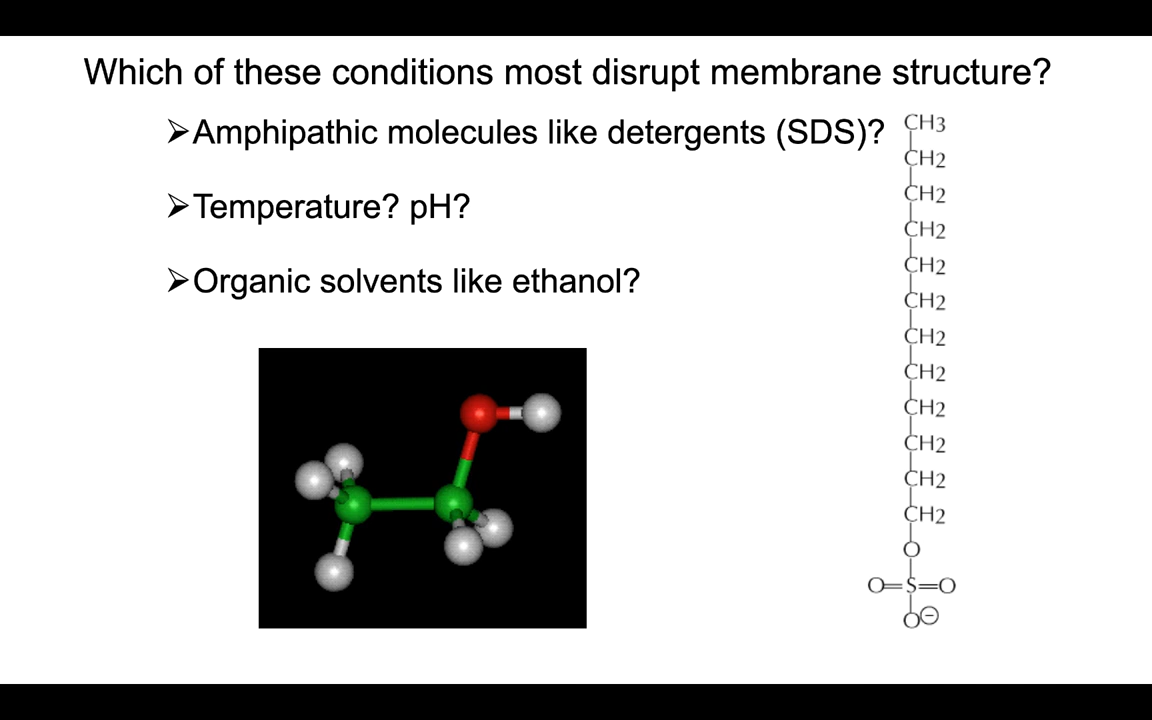 Which of these conditions most disrupt membrane structure?
➢Amphipathic molecules like detergents (SDS)?
➢Temperature? pH?
➢Organic solvents like ethanol?
CH3
CH2
CH2
CH2
CH2
CH2
CH2
CH2
CH2
CH2
CH2
CH2
O
O=S=O
O⊖